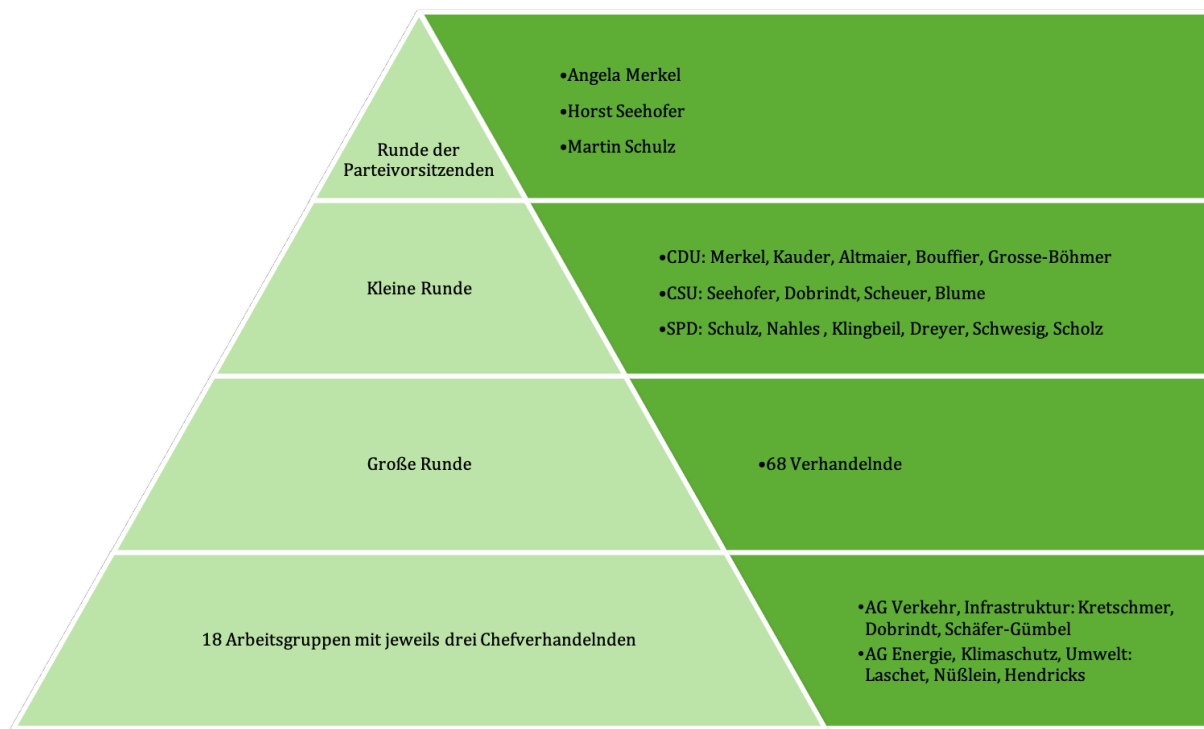 Runde der
Parteivorsitzenden
•Angela Merkel
•Horst Seehofer
•Martin Schulz
Kleine Runde
•CDU: Merkel, Kauder, Altmaier, Bouffier, Grosse-Böhmer
•CSU: Seehofer, Dobrindt, Scheuer, Blume
•SPD: Schulz, Nahles , Klingbeil, Dreyer, Schwesig, Scholz
Große Runde
•68 Verhandelnde
18 Arbeitsgruppen mit jeweils drei Chefverhandelnden
•AG Verkehr, Infrastruktur: Kretschmer,
Dobrindt, Schäfer-Gümbel
•AG Energie, Klimaschutz, Umwelt:
Laschet, Nüßlein, Hendricks